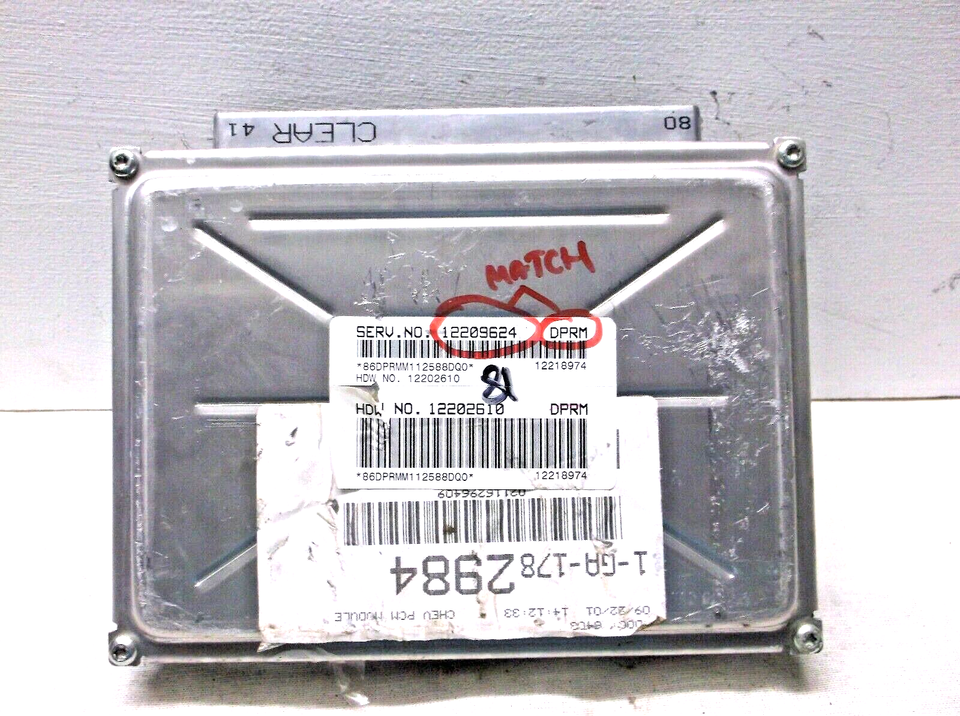 CLEAR 41
80
MATCH
SERV.NO. 12209624 DPRM
*86DPRMM112588DQ0* 12218974
HDW NO. 12202610
81
HDW NO. 12202610 DPRM
*86DPRMM112588DQ0* 12218974
02116296409
1-GA-178 2984
09/22/01 14:12:33 CHEV PCM MODULE